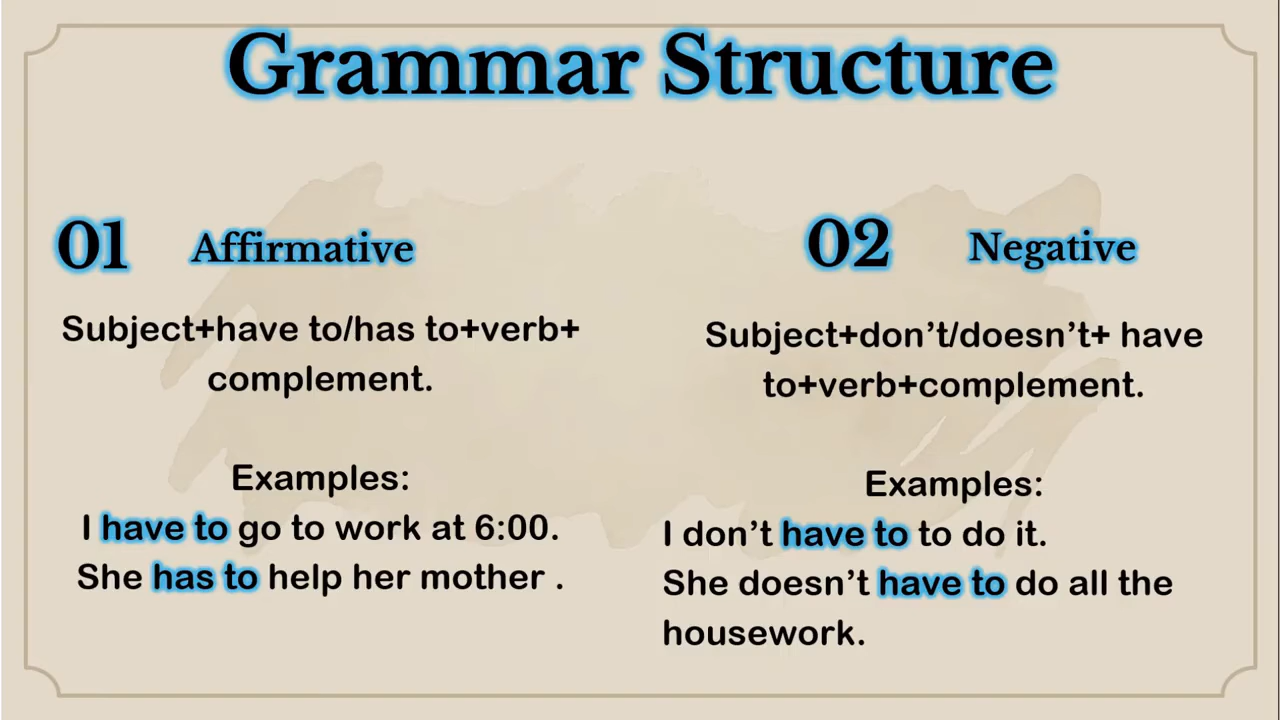 Grammar Structure
01 Affirmative
Subject+have to/has to+verb+
complement.
Examples:
I have to go to work at 6:00.
She has to help her mother .
02 Negative
Subject+don’t/doesn’t+ have
to+verb+complement.
Examples:
I don’t have to to do it.
She doesn’t have to do all the
housework.